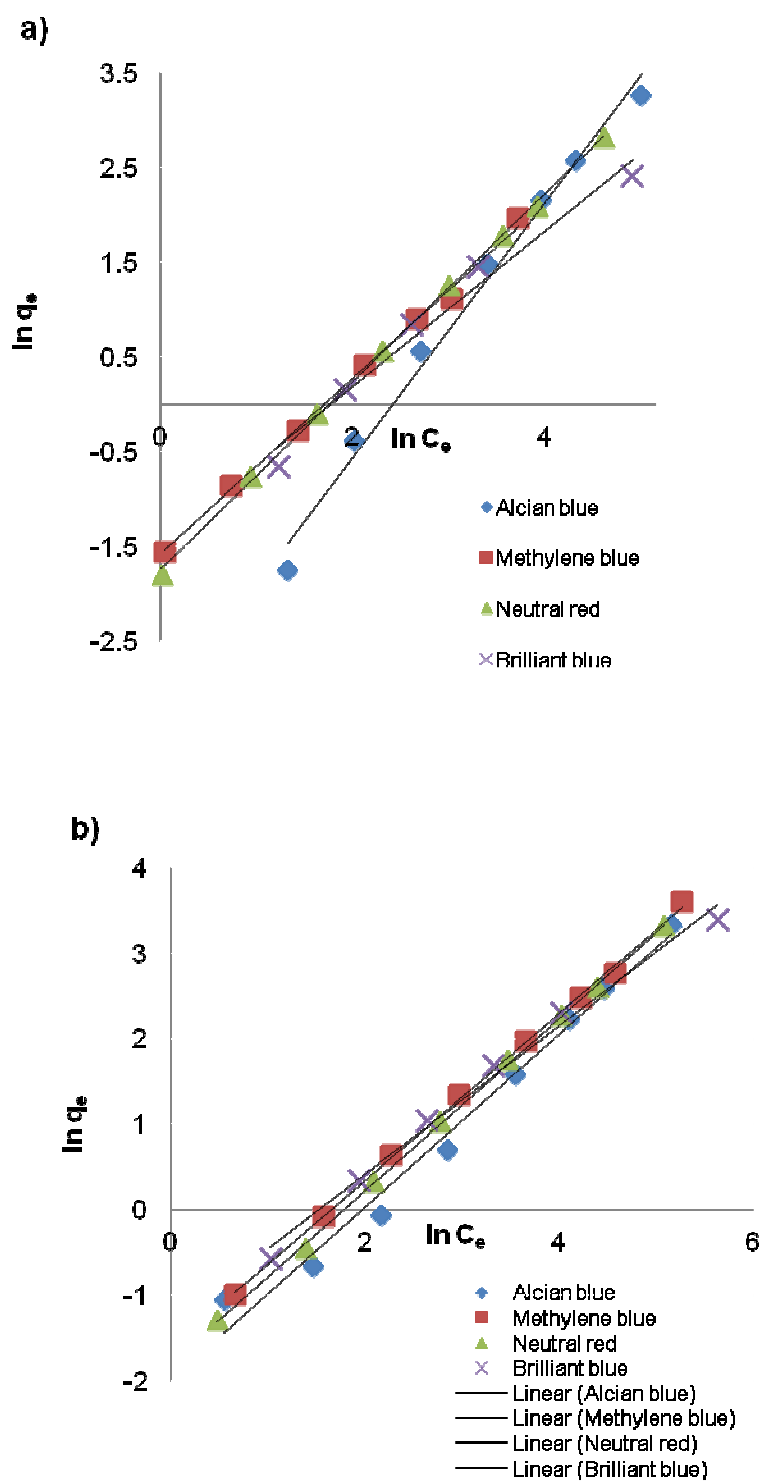 a)
3.5
2.5
1.5
0.5
-0.5
-1.5
-2.5
ln qe
0
2
4
ln Ce
Alcian blue
Methylene blue
Neutral red
Brilliant blue
b)
4
3
2
1
0
-1
-2
ln qe
0
2
4
6
ln Ce
Alcian blue
Methylene blue
Neutral red
Brilliant blue
Linear (Alcian blue)
Linear (Methylene blue)
Linear (Neutral red)
Linear (Brilliant blue)